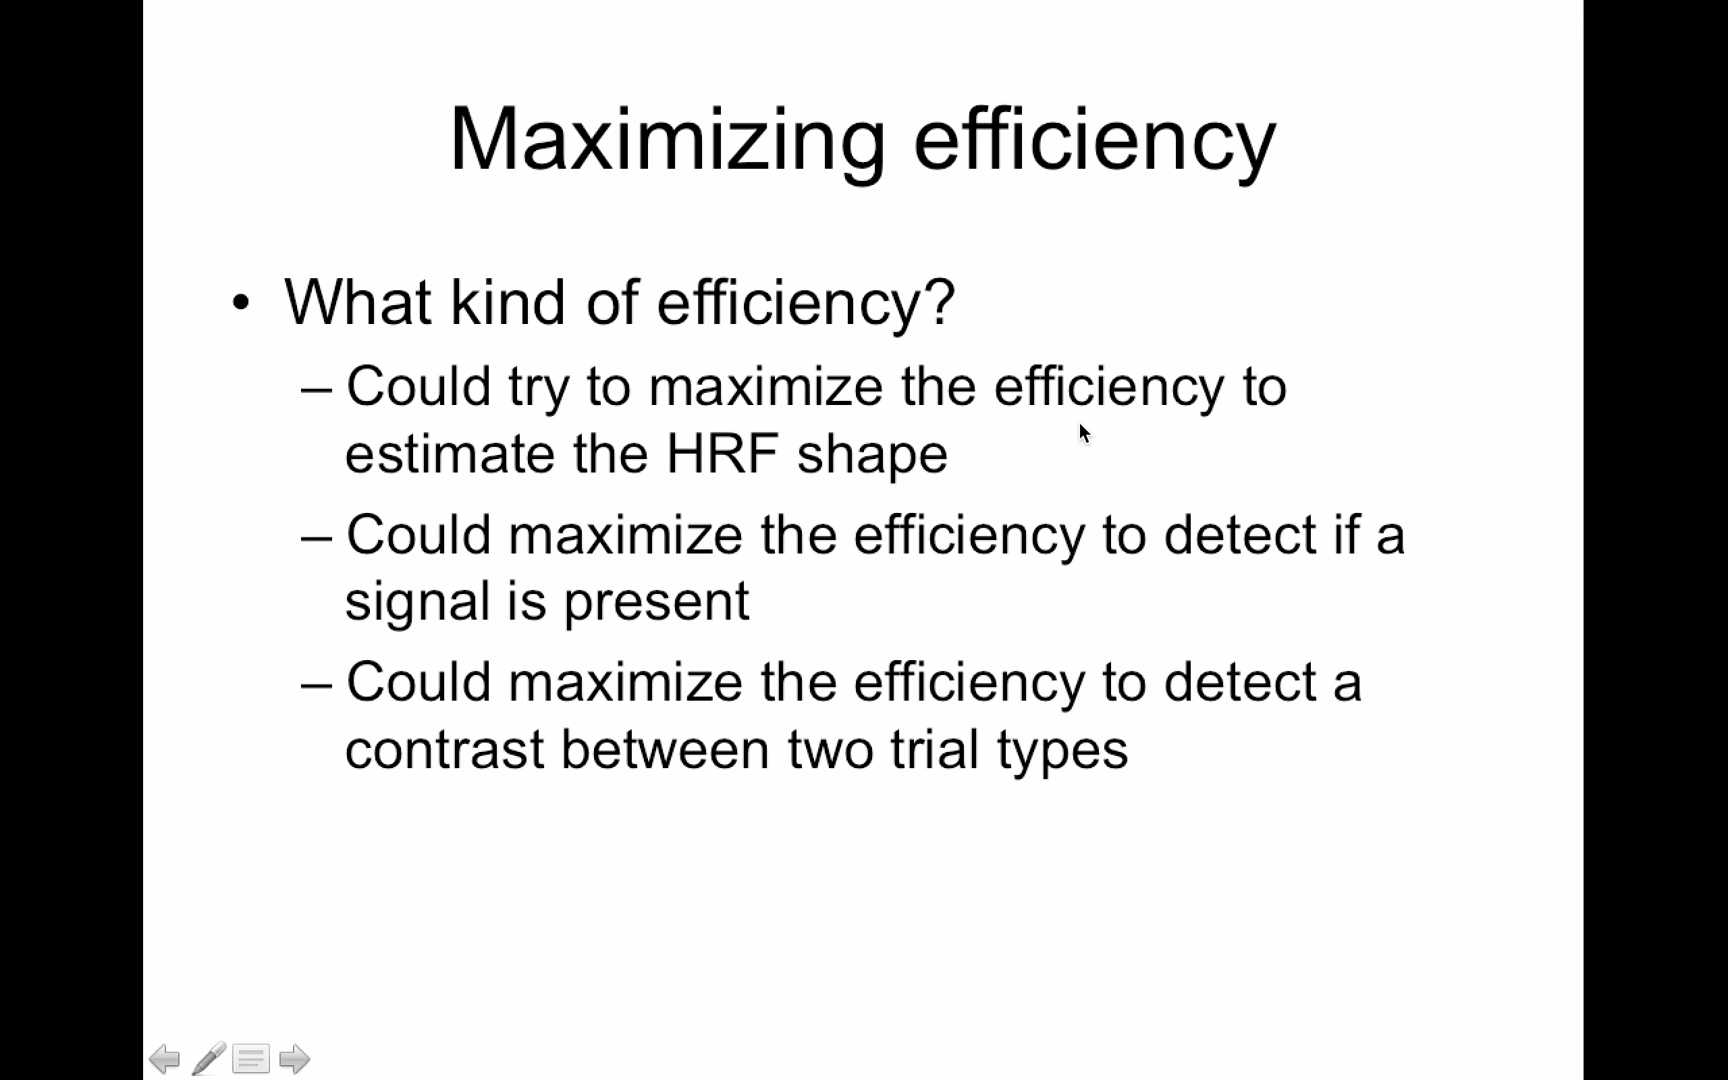 Maximizing efficiency
• What kind of efficiency?
– Could try to maximize the efficiency to
estimate the HRF shape
– Could maximize the efficiency to detect if a
signal is present
– Could maximize the efficiency to detect a
contrast between two trial types